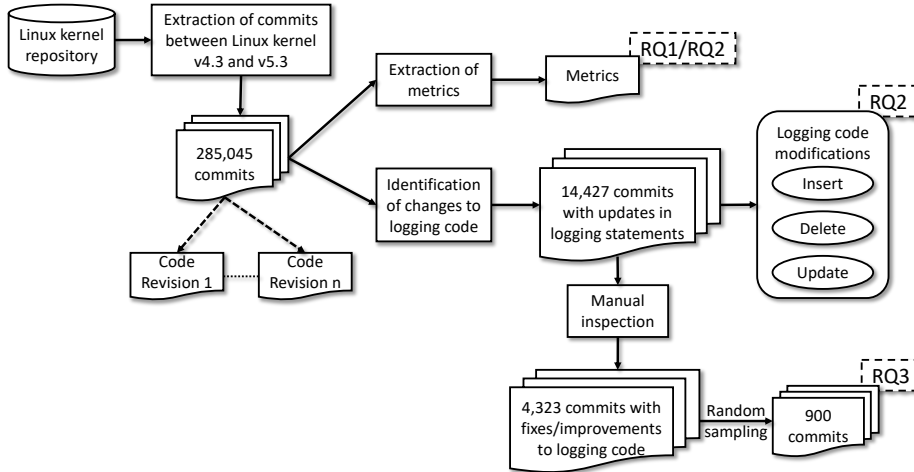 Linux kernel
repository
Extraction of commits
between Linux kernel
v4.3 and v5.3
285,045
commits
Code
Revision 1
Code
Revision n
Extraction of
metrics
Metrics
RQ1/RQ2
Identification
of changes to
logging code
14,427 commits
with updates in
logging statements
RQ2
Logging code
modifications
Insert
Delete
Update
Manual
inspection
4,323 commits with
fixes/improvements
to logging code
Random
sampling
900
commits
RQ3